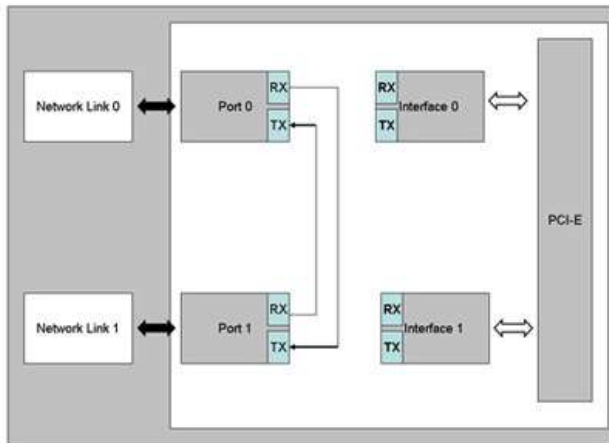 Network Link 0
Port 0
RX
TX
RX
TX
Interface 0
PCI-E
Network Link 1
Port 1
RX
TX
RX
TX
Interface 1